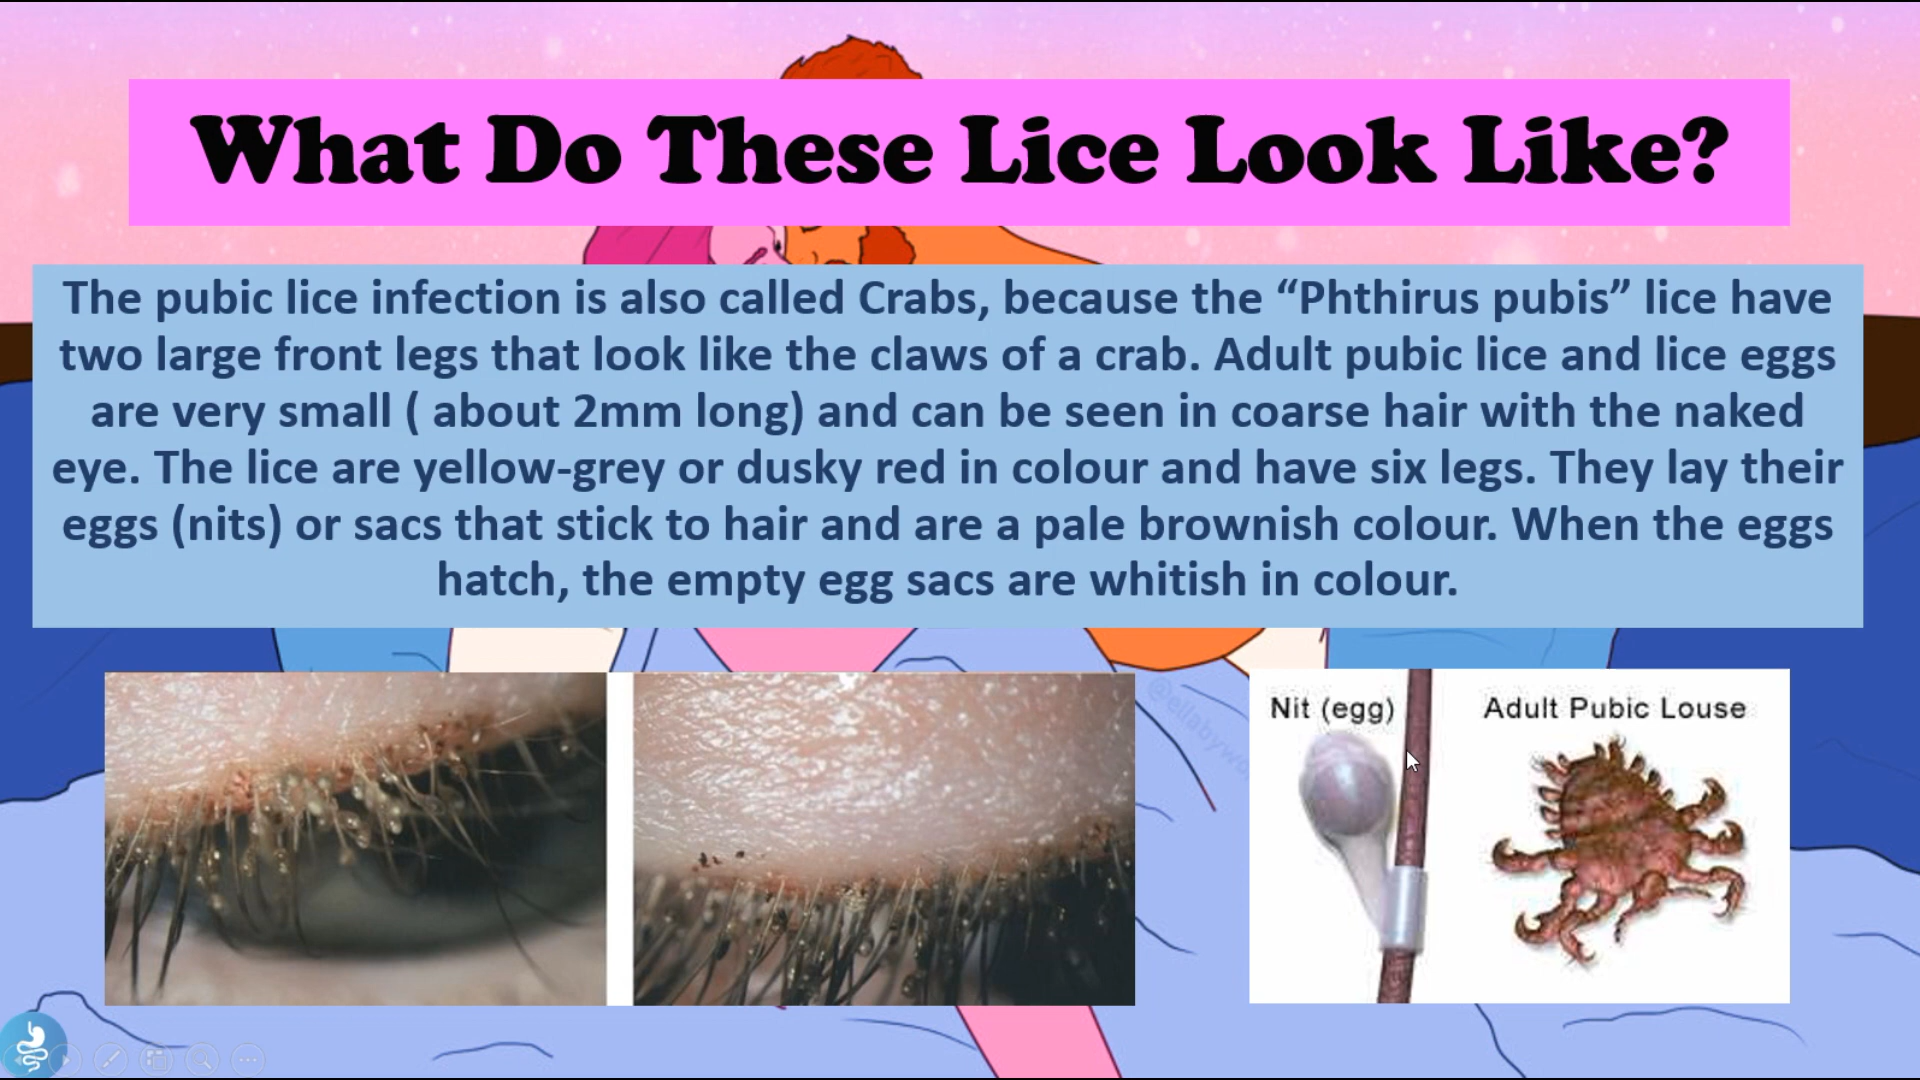 What Do These Lice Look Like?
The pubic lice infection is also called Crabs, because the “Phthirus pubis” lice have
two large front legs that look like the claws of a crab. Adult pubic lice and lice eggs
are very small ( about 2mm long) and can be seen in coarse hair with the naked
eye. The lice are yellow-grey or dusky red in colour and have six legs. They lay their
eggs (nits) or sacs that stick to hair and are a pale brownish colour. When the eggs
hatch, the empty egg sacs are whitish in colour.
Nit (egg)
Adult Pubic Louse